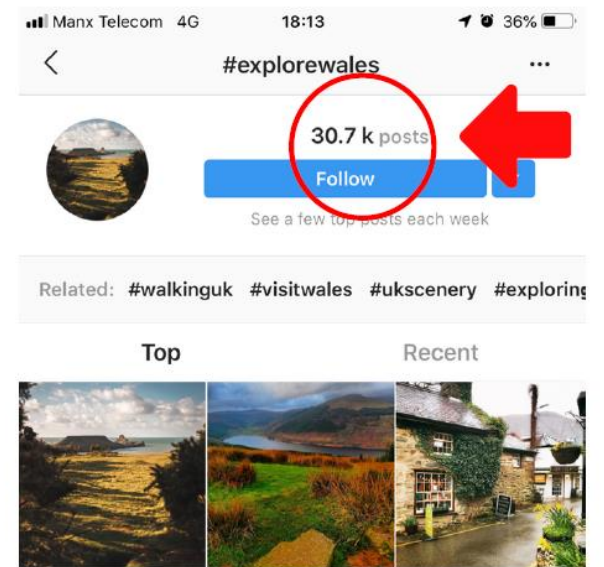 Manx Telecom 4G 18:13 36%
#explorewales
30.7 k posts
Follow
See a few top posts each week
Related: #walkinguk #visitwales #ukscenery #exploring
Top Recent